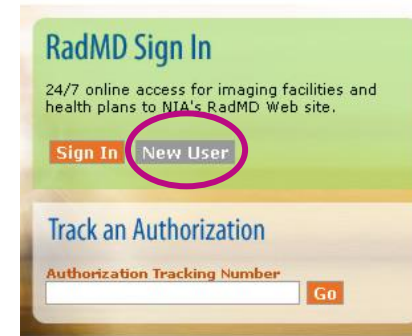 RadMD Sign In
24/7 online access for imaging facilities and
health plans to NIA's RadMD Web site.
Sign In New User
Track an Authorization
Authorization Tracking Number
Go